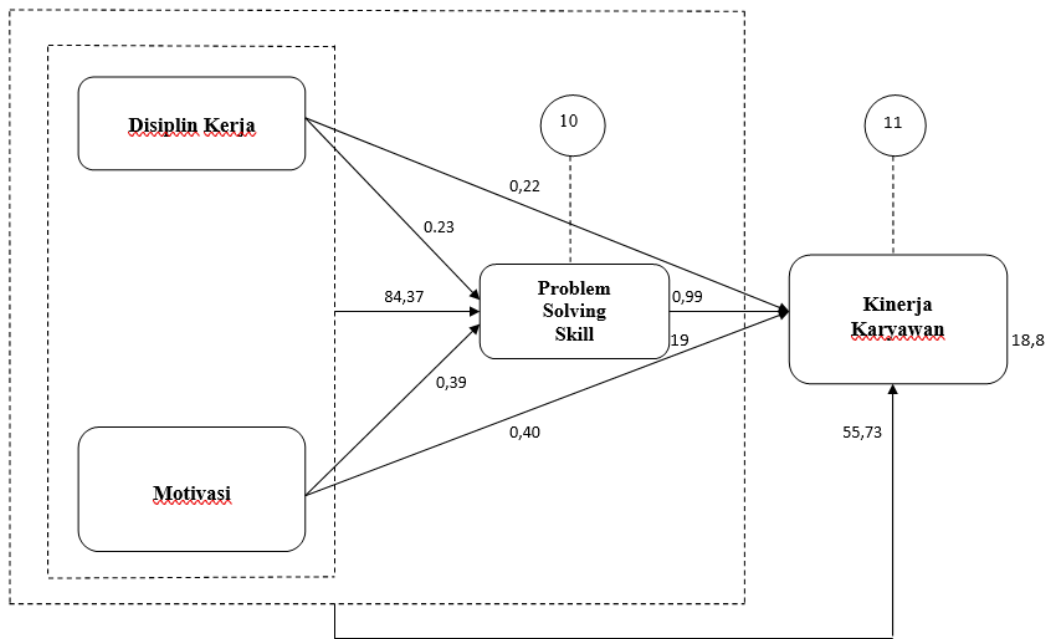 Disiplin Kerja
10
11
0,22
0.23
84,37
Problem
Solving
Skill
0,99
Kinerja
Karyawan
19
18,8
0,39
0,40
55,73
Motivasi